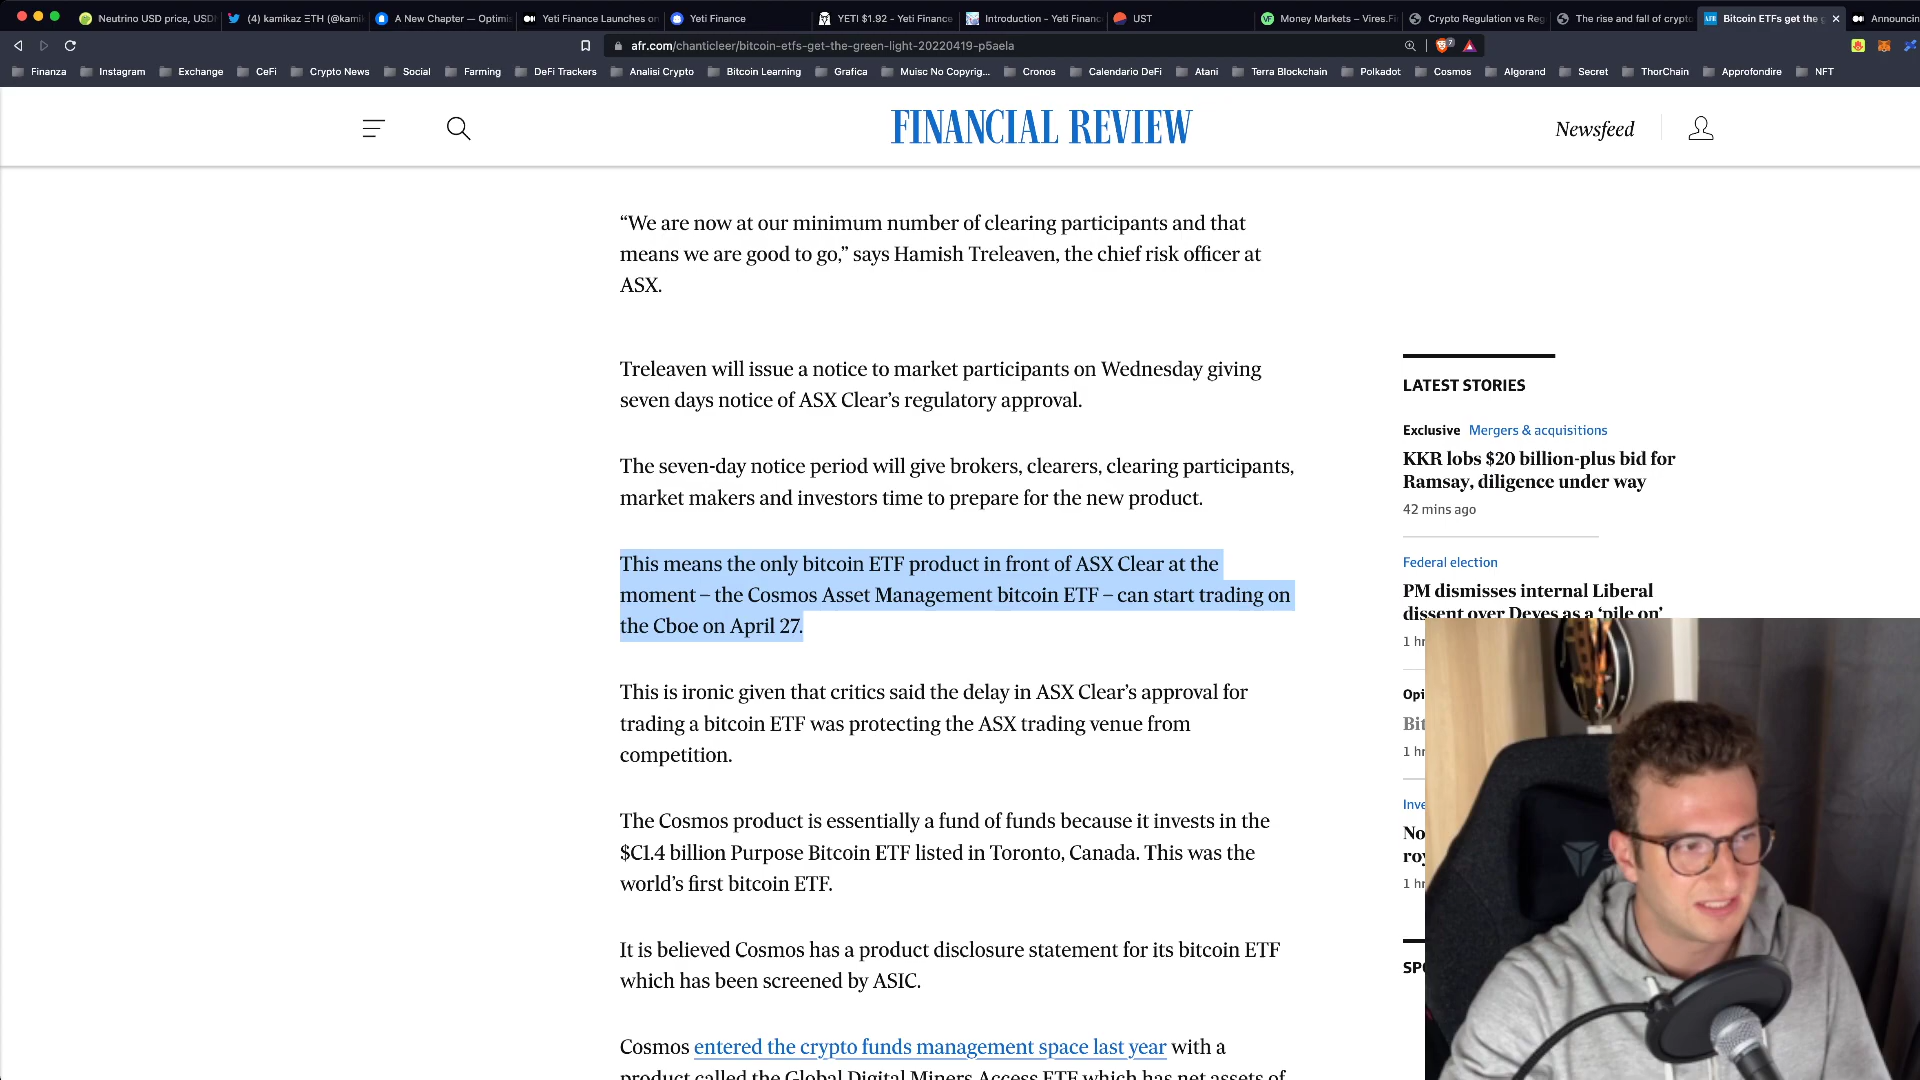 Neutrino USD price, USD
(4) kamikaz ΞTH (@kami
A New Chapter — Optimis
Yeti Finance Launches on
Yeti Finance
YETI $1.92 - Yeti Finance
Introduction - Yeti Financ
UST
Money Markets – Vires.Fi
Crypto Regulation vs Reg
The rise and fall of crypto
Bitcoin ETFs get the g
Announcin
afr.com/chanticleer/bitcoin-etfs-get-the-green-light-20220419-p5aela
7
Finanza
Instagram
Exchange
CeFi
Crypto News
Social
Farming
DeFi Trackers
Analisi Crypto
Bitcoin Learning
Grafica
Muisc No Copyrig...
Cronos
Calendario DeFi
Atani
Terra Blockchain
Polkadot
Cosmos
Algorand
Secret
ThorChain
Approfondire
NFT
FINANCIAL REVIEW
Newsfeed
“We are now at our minimum number of clearing participants and that
means we are good to go,” says Hamish Treleaven, the chief risk officer at
ASX.
Treleaven will issue a notice to market participants on Wednesday giving
seven days notice of ASX Clear’s regulatory approval.
The seven-day notice period will give brokers, clearers, clearing participants,
market makers and investors time to prepare for the new product.
This means the only bitcoin ETF product in front of ASX Clear at the
moment – the Cosmos Asset Management bitcoin ETF – can start trading on
the Cboe on April 27.
This is ironic given that critics said the delay in ASX Clear’s approval for
trading a bitcoin ETF was protecting the ASX trading venue from
competition.
The Cosmos product is essentially a fund of funds because it invests in the
$C1.4 billion Purpose Bitcoin ETF listed in Toronto, Canada. This was the
world’s first bitcoin ETF.
It is believed Cosmos has a product disclosure statement for its bitcoin ETF
which has been screened by ASIC.
Cosmos entered the crypto funds management space last year with a
product called the Global Digital Miners Access ETF which has net assets of
LATEST STORIES
Exclusive Mergers & acquisitions
KKR lobs $20 billion-plus bid for
Ramsay, diligence under way
42 mins ago
Federal election
PM dismisses internal Liberal
dissent over Deves as a ‘pile on’
1 hr
Opi
Bit
1 hr
Inve
No
roy
1 hr
SPO